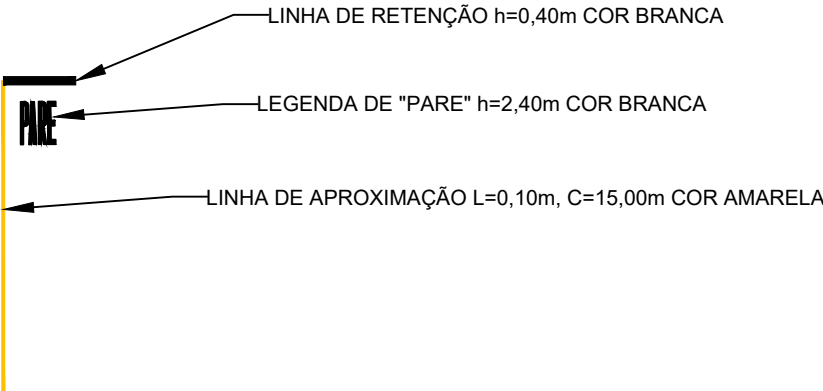 LINHA DE RETENÇÃO h=0,40m COR BRANCA
PARE
LEGENDA DE "PARE" h=2,40m COR BRANCA
LINHA DE APROXIMAÇÃO L=0,10m, C=15,00m COR AMARELA